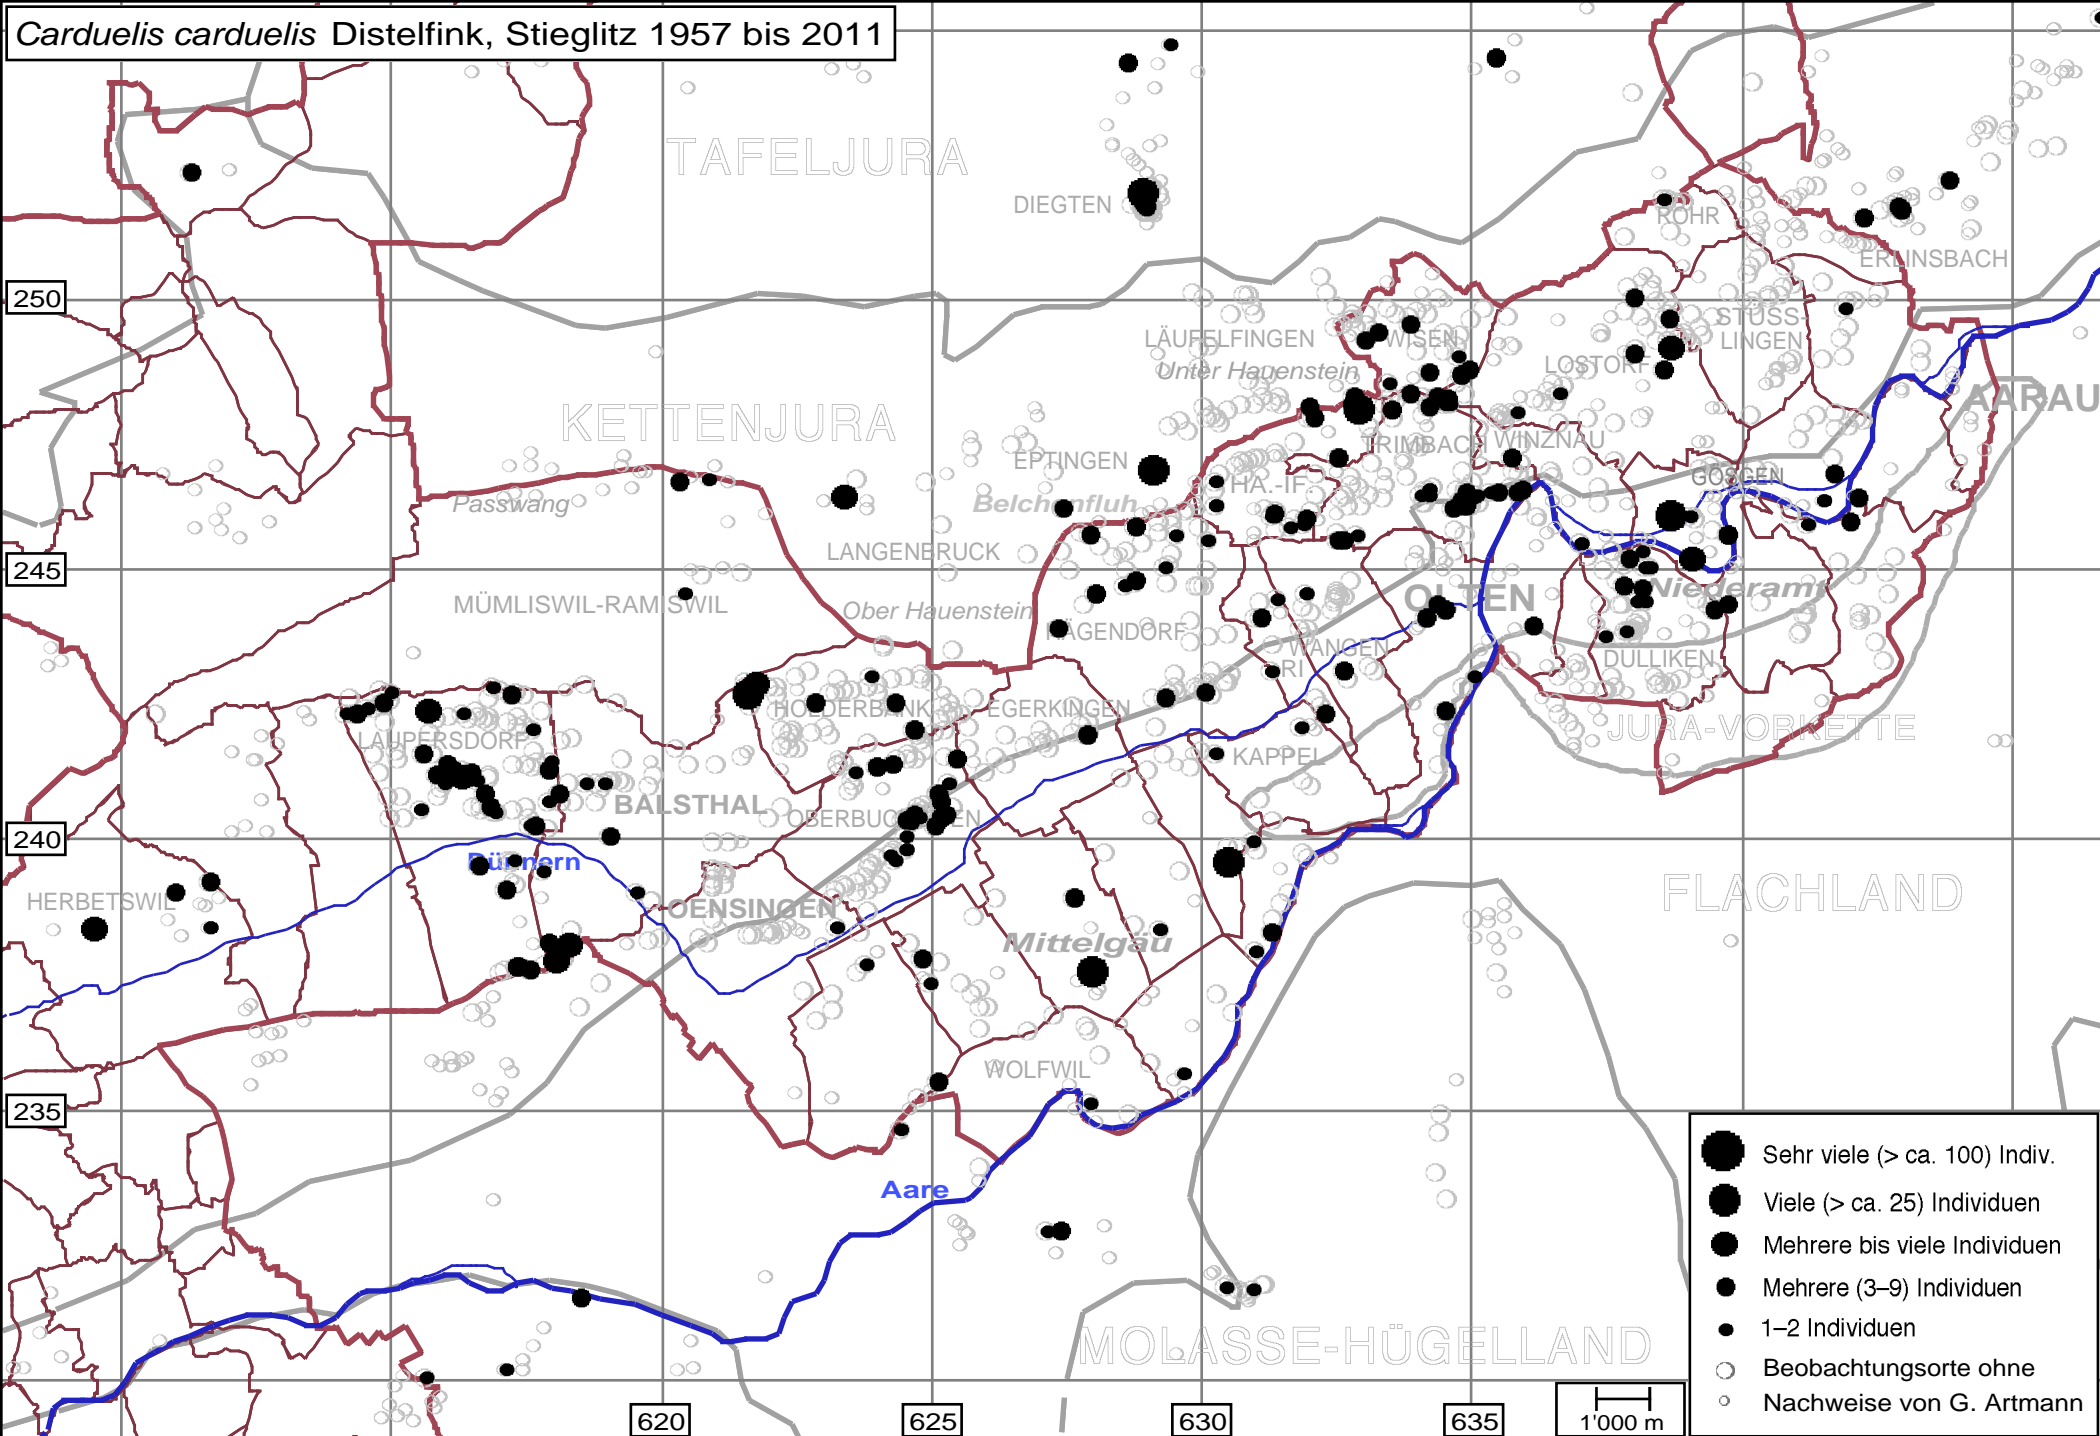 Carduelis carduelis Distelfink, Stieglitz 1957 bis 2011
TAFELJURA
DIEGTEN
ROHR
ERLINSBACH
250
LÄUFELFINGEN
WISEN
STÜSS-
LINGEN
Unter Hauenstein
LOSTORF
AARAU
KETTENJURA
TRIMBACH
WINZNAU
EPTINGEN
GÖSGEN
HA.-IF.
Passwang
Belchenfluh
LANGENBRUCK
245
MÜMLISWIL-RAMISWIL
Ober Hauenstein
OLTEN
Niederamt
HÄGENDORF
WANGEN
RI
DULLIKEN
HOLDERBANK
EGERKINGEN
JURA-VORKETTE
LAUPERSDORF
KAPPEL
BALSTHAL
OBERBUCHSITEN
240
Dünnern
HERBETSWIL
OENSINGEN
FLACHLAND
Mittelgäu
WOLFWIL
235
Aare
MOLASSE-HÜGELLAND
Sehr viele (> ca. 100) Indiv.
Viele (> ca. 25) Individuen
Mehrere bis viele Individuen
Mehrere (3–9) Individuen
1–2 Individuen
Beobachtungsorte ohne
Nachweise von G. Artmann
620
625
630
635
1'000 m